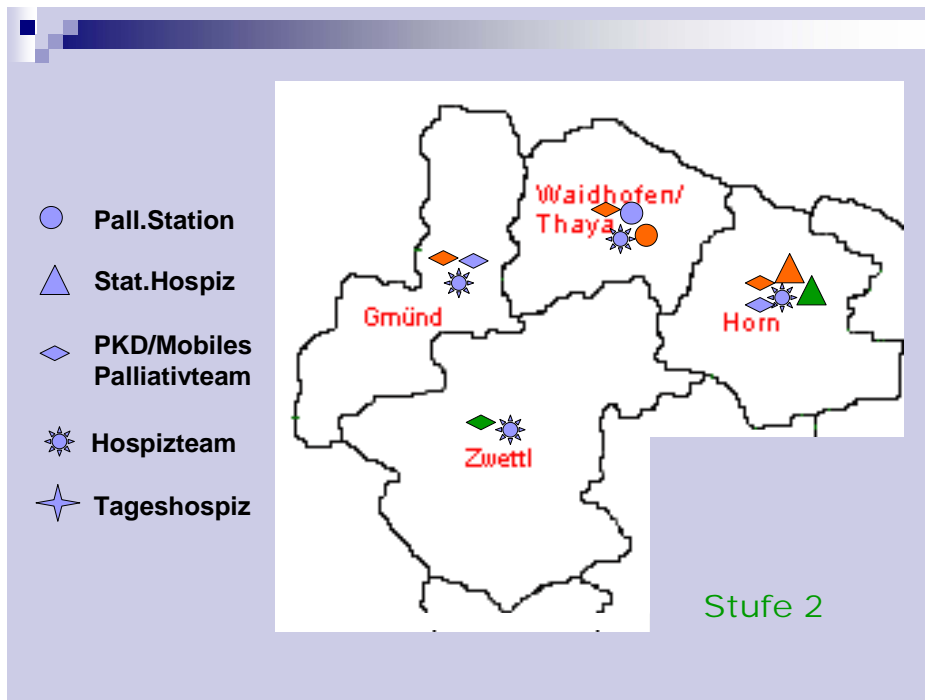 Pall.Station
Stat.Hospiz
PKD/Mobiles
Palliativteam
Hospizteam
Tageshospiz
Waidhofen/
Thaya
Gmünd
Horn
Zwettl
Stufe 2